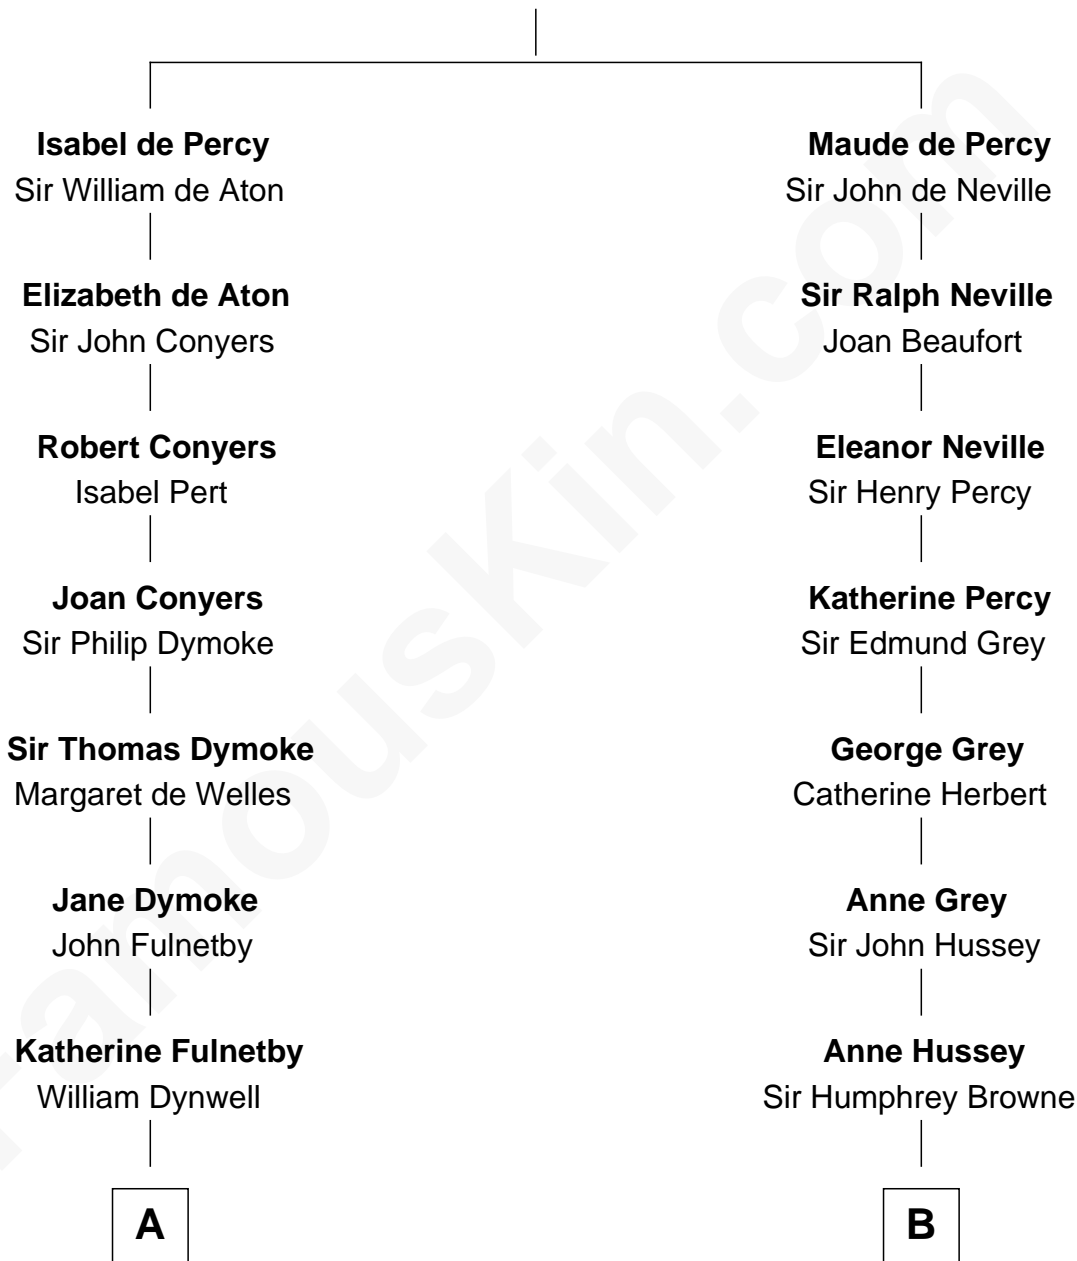 Isabel de Percy
Sir William de Aton
Maude de Percy
Sir John de Neville
Elizabeth de Aton
Sir John Conyers
Sir Ralph Neville
Joan Beaufort
Robert Conyers
Isabel Pert
Eleanor Neville
Sir Henry Percy
Joan Conyers
Sir Philip Dymoke
Katherine Percy
Sir Edmund Grey
Sir Thomas Dymoke
Margaret de Welles
George Grey
Catherine Herbert
Jane Dymoke
John Fulnetby
Anne Grey
Sir John Hussey
Katherine Fulnetby
William Dynwell
Anne Hussey
Sir Humphrey Browne
A
B
FamousKin.com